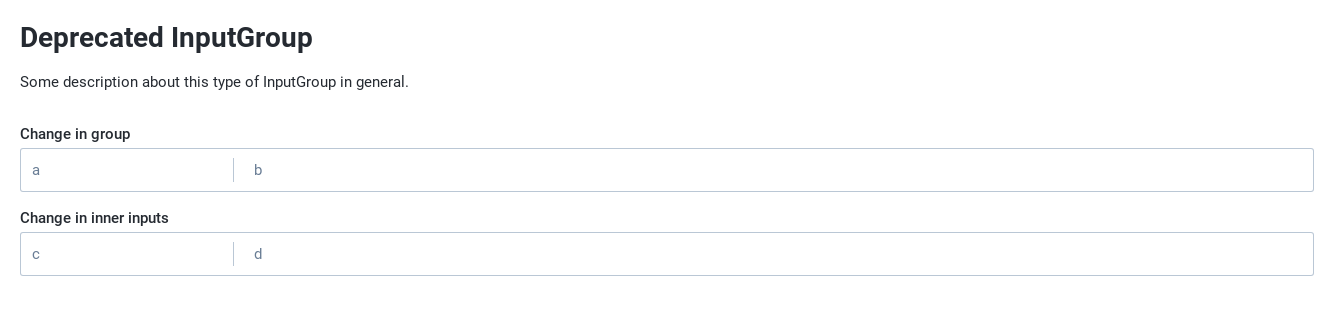 Deprecated InputGroup
Some description about this type of InputGroup in general.
Change in group
a b
Change in inner inputs
c d